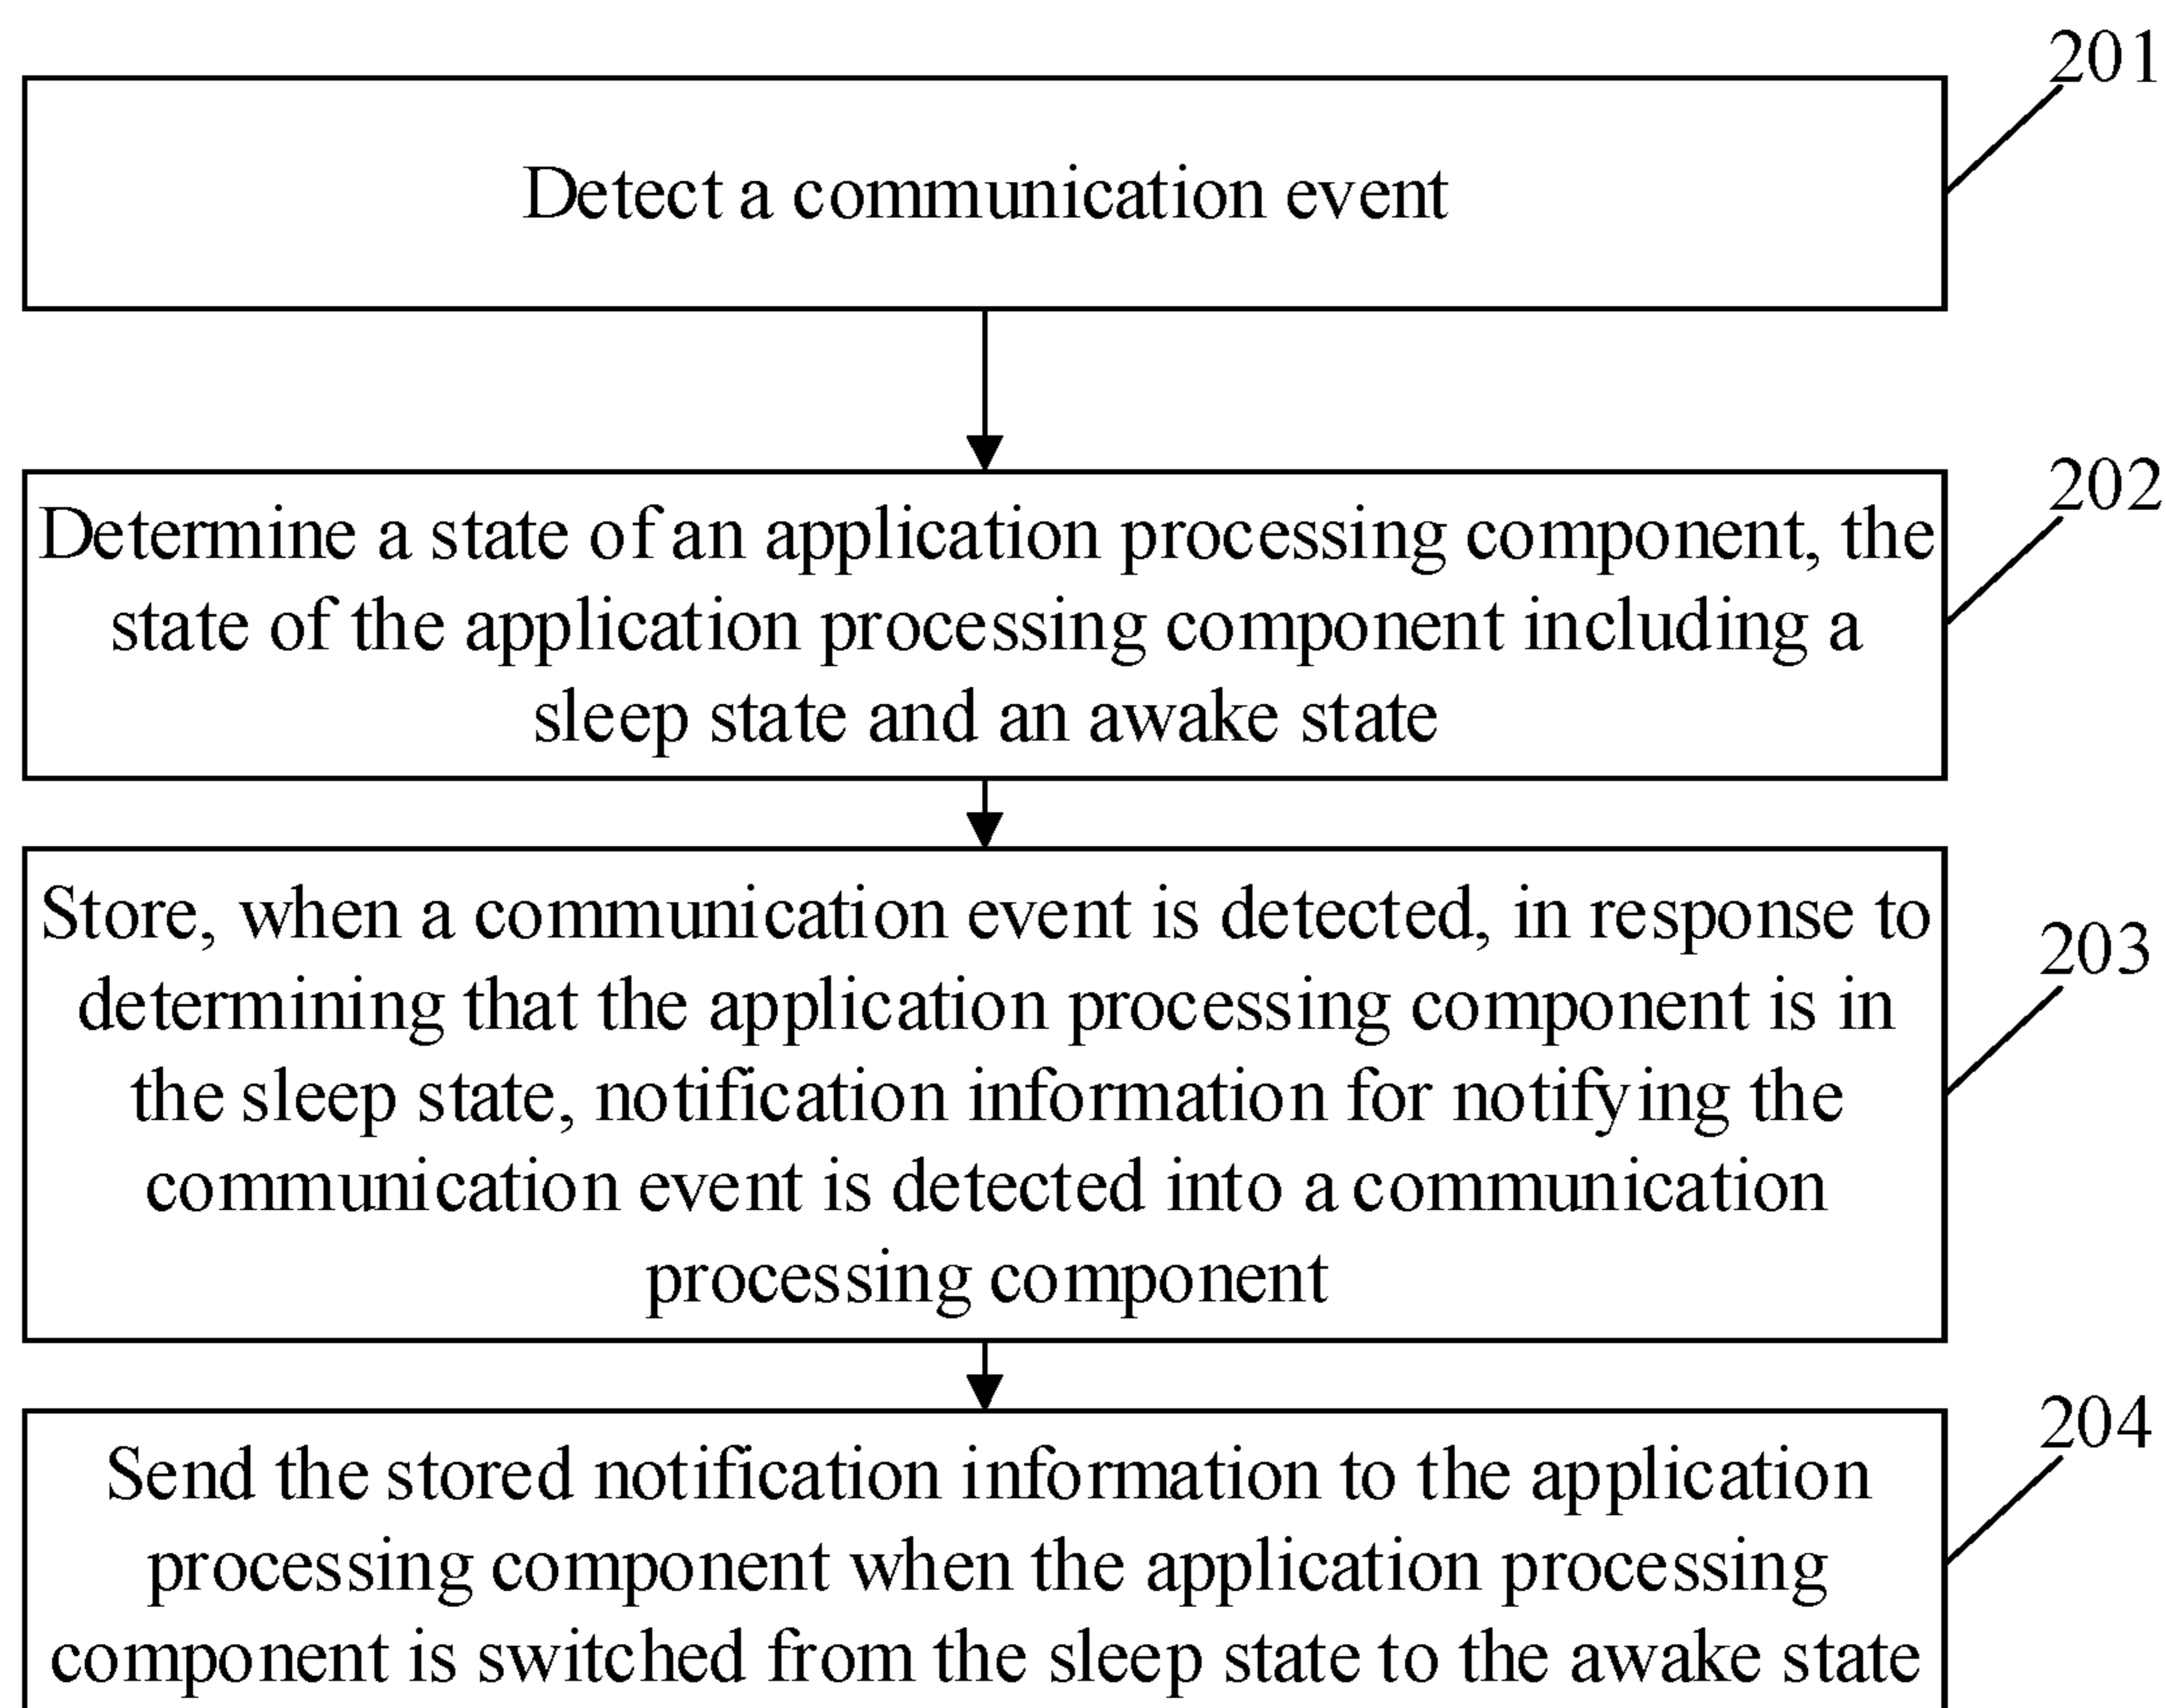 201
Detect a communication event
202
Determine a state of an application processing component, the
state of the application processing component including a
sleep state and an awake state
203
Store, when a communication event is detected, in response to
determining that the application processing component is in
the sleep state, notification information for notifying the
communication event is detected into a communication
processing component
204
Send the stored notification information to the application
processing component when the application processing
component is switched from the sleep state to the awake state